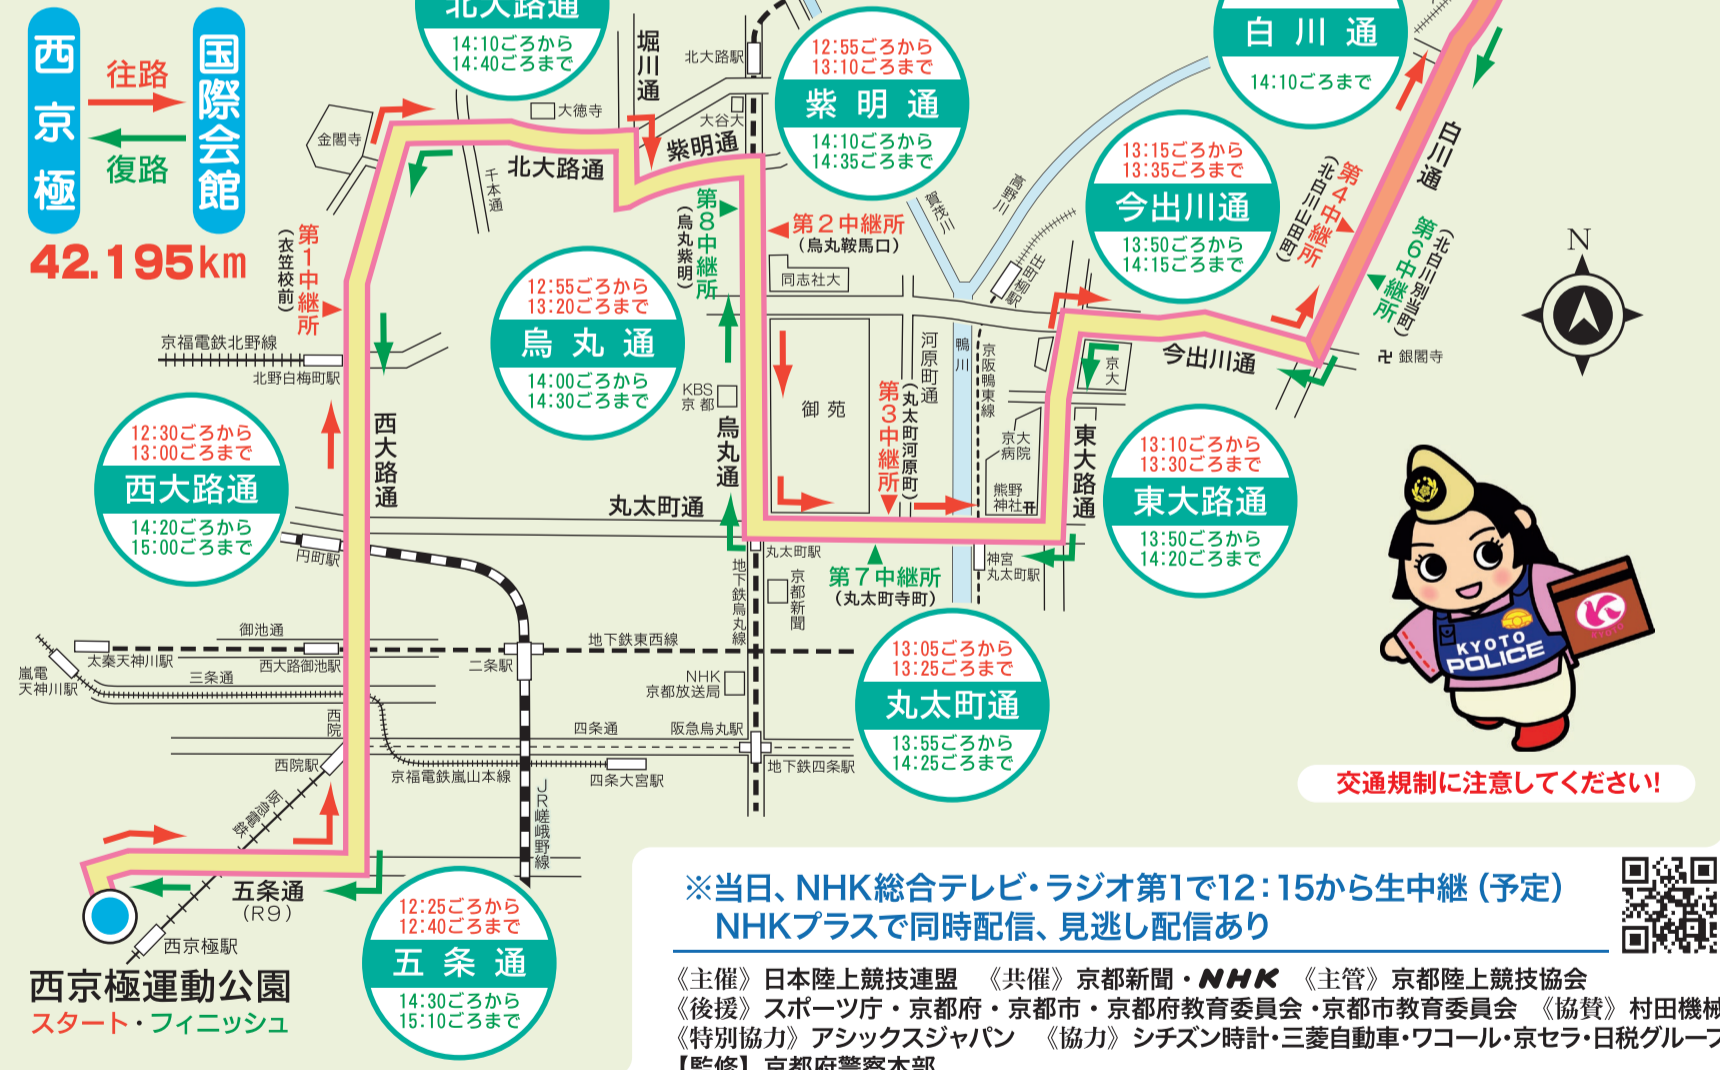 西京極
往路
復路
国際会館
42.195km
北大路通
14:10ごろから
14:40ごろまで
堀川通
北大路駅
大徳寺
大谷大
金閣寺
千本通
北大路通
紫明通
12:55ごろから
13:10ごろまで
紫明通
14:10ごろから
14:35ごろまで
白川通
14:10ごろまで
白川通
13:15ごろから
13:35ごろまで
今出川通
13:50ごろから
14:15ごろまで
高野川
賀茂川
第4中継所
(北白川山田町)
第6中継所
(北白川別当町)
N
第1中継所
(衣笠校前)
第8中継所
(烏丸紫明)
第2中継所
(烏丸鞍馬口)
同志社大
出町柳駅
12:55ごろから
13:20ごろまで
烏丸通
14:00ごろから
14:30ごろまで
京福電鉄北野線
北野白梅町駅
西大路通
KBS
京都
烏丸通
御苑
河原町通
鴨川
京阪鴨東線
第3中継所
(丸太町河原町)
京大
今出川通
卍 銀閣寺
京大
病院
熊野
神社
東大路通
13:10ごろから
13:30ごろまで
東大路通
13:50ごろから
14:20ごろまで
12:30ごろから
13:00ごろまで
西大路通
14:20ごろから
15:00ごろまで
丸太町通
円町駅
丸太町駅
第7中継所
(丸太町寺町)
神宮
丸太町駅
地下鉄烏丸線
京都新聞
御池通
地下鉄東西線
太秦天神川駅
西大路御池駅
二条駅
嵐電
天神川駅
三条通
NHK
京都放送局
13:05ごろから
13:25ごろまで
丸太町通
13:55ごろから
14:25ごろまで
KYOTO
POLICE
KYOTO
交通規制に注意してください!
西院
四条通
阪急烏丸駅
西院駅
京福電鉄嵐山本線
四条大宮駅
地下鉄四条駅
阪急電鉄
JR嵯峨野線
五条通
(R9)
西京極駅
12:25ごろから
12:40ごろまで
五条通
14:30ごろから
15:10ごろまで
西京極運動公園
スタート・フィニッシュ
※当日、NHK総合テレビ・ラジオ第1で12:15から生中継(予定)
NHKプラスで同時配信、見逃し配信あり
《主催》日本陸上競技連盟 《共催》京都新聞・NHK 《主管》京都陸上競技協会
《後援》スポーツ庁・京都府・京都市・京都府教育委員会・京都市教育委員会 《協賛》村田機械
《特別協力》アシックスジャパン 《協力》シチズン時計・三菱自動車・ワコール・京セラ・日税グループ
【監修】京都府警察本部